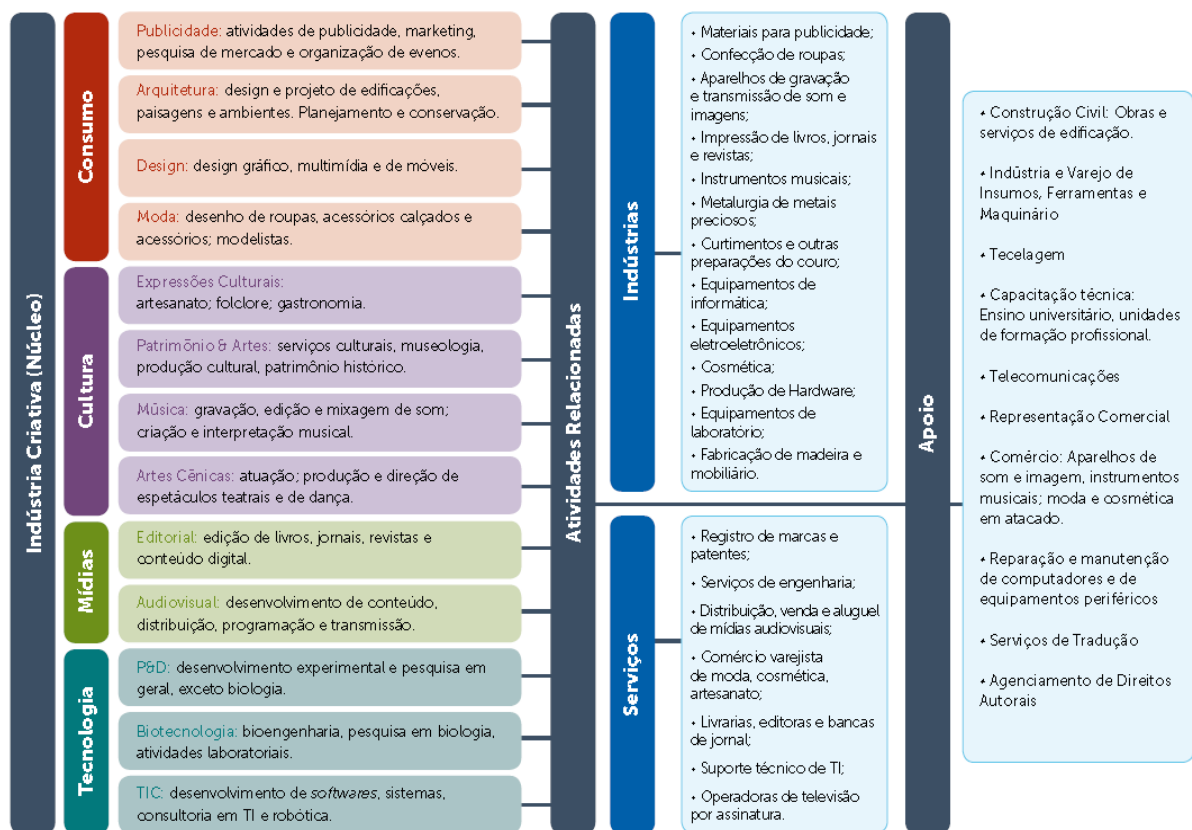 Indústria Criativa (Núcleo)
Consumo
Publicidade: atividades de publicidade, marketing,
pesquisa de mercado e organização de evenos.
Arquitetura: design e projeto de edificações,
paisagens e ambientes. Planejamento e conservação.
Design: design gráfico, multimídia e de móveis.
Moda: desenho de roupas, acessórios calçados e
acessórios; modelistas.
Cultura
Expressões Culturais:
artesanato; folclore; gastronomia.
Patrimônio & Artes: serviços culturais, museologia,
produção cultural, patrimônio histórico.
Música: gravação, edição e mixagem de som;
criação e interpretação musical.
Artes Cênicas: atuação; produção e direção de
espetáculos teatrais e de dança.
Mídias
Editorial: edição de livros, jornais, revistas e
conteúdo digital.
Audiovisual: desenvolvimento de conteúdo,
distribuição, programação e transmissão.
Tecnologia
P&D: desenvolvimento experimental e pesquisa em
geral, exceto biologia.
Biotecnologia: bioengenharia, pesquisa em biologia,
atividades laboratoriais.
TIC: desenvolvimento de softwares, sistemas,
consultoria em TI e robótica.
Atividades Relacionadas
Indústrias
• Materiais para publicidade;
• Confecção de roupas;
• Aparelhos de gravação
e transmissão de som e
imagens;
• Impressão de livros, jornais
e revistas;
• Instrumentos musicais;
• Metalurgia de metais
preciosos;
• Curtimentos e outras
preparações do couro;
• Equipamentos de
informática;
• Equipamentos
eletroeletrônicos;
• Cosmética;
• Produção de Hardware;
• Equipamentos de
laboratório;
• Fabricação de madeira e
mobiliário.
Serviços
• Registro de marcas e
patentes;
• Serviços de engenharia;
• Distribuição, venda e aluguel
de mídias audiovisuais;
• Comércio varejista
de moda, cosmética,
artesanato;
• Livrarias, editoras e bancas
de jornal;
• Suporte técnico de TI;
• Operadoras de televisão
por assinatura.
Apoio
• Construção Civil: Obras e
serviços de edificação.
• Indústria e Varejo de
Insumos, Ferramentas e
Maquinário
• Tecelagem
• Capacitação técnica:
Ensino universitário, unidades
de formação profissional.
• Telecomunicações
• Representação Comercial
• Comércio: Aparelhos de
som e imagem, instrumentos
musicais; moda e cosmética
em atacado.
• Reparação e manutenção
de computadores e de
equipamentos periféricos
• Serviços de Tradução
• Agenciamento de Direitos
Autorais